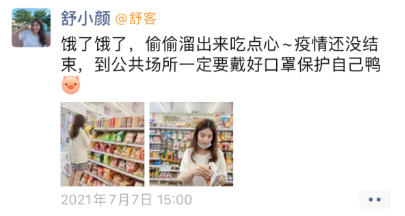 舒小颜 @舒客
饿了饿了，偷偷溜出来吃点心~疫情还没结
束，到公共场所一定要戴好口罩保护自己鸭
2021年7月7日 15:00